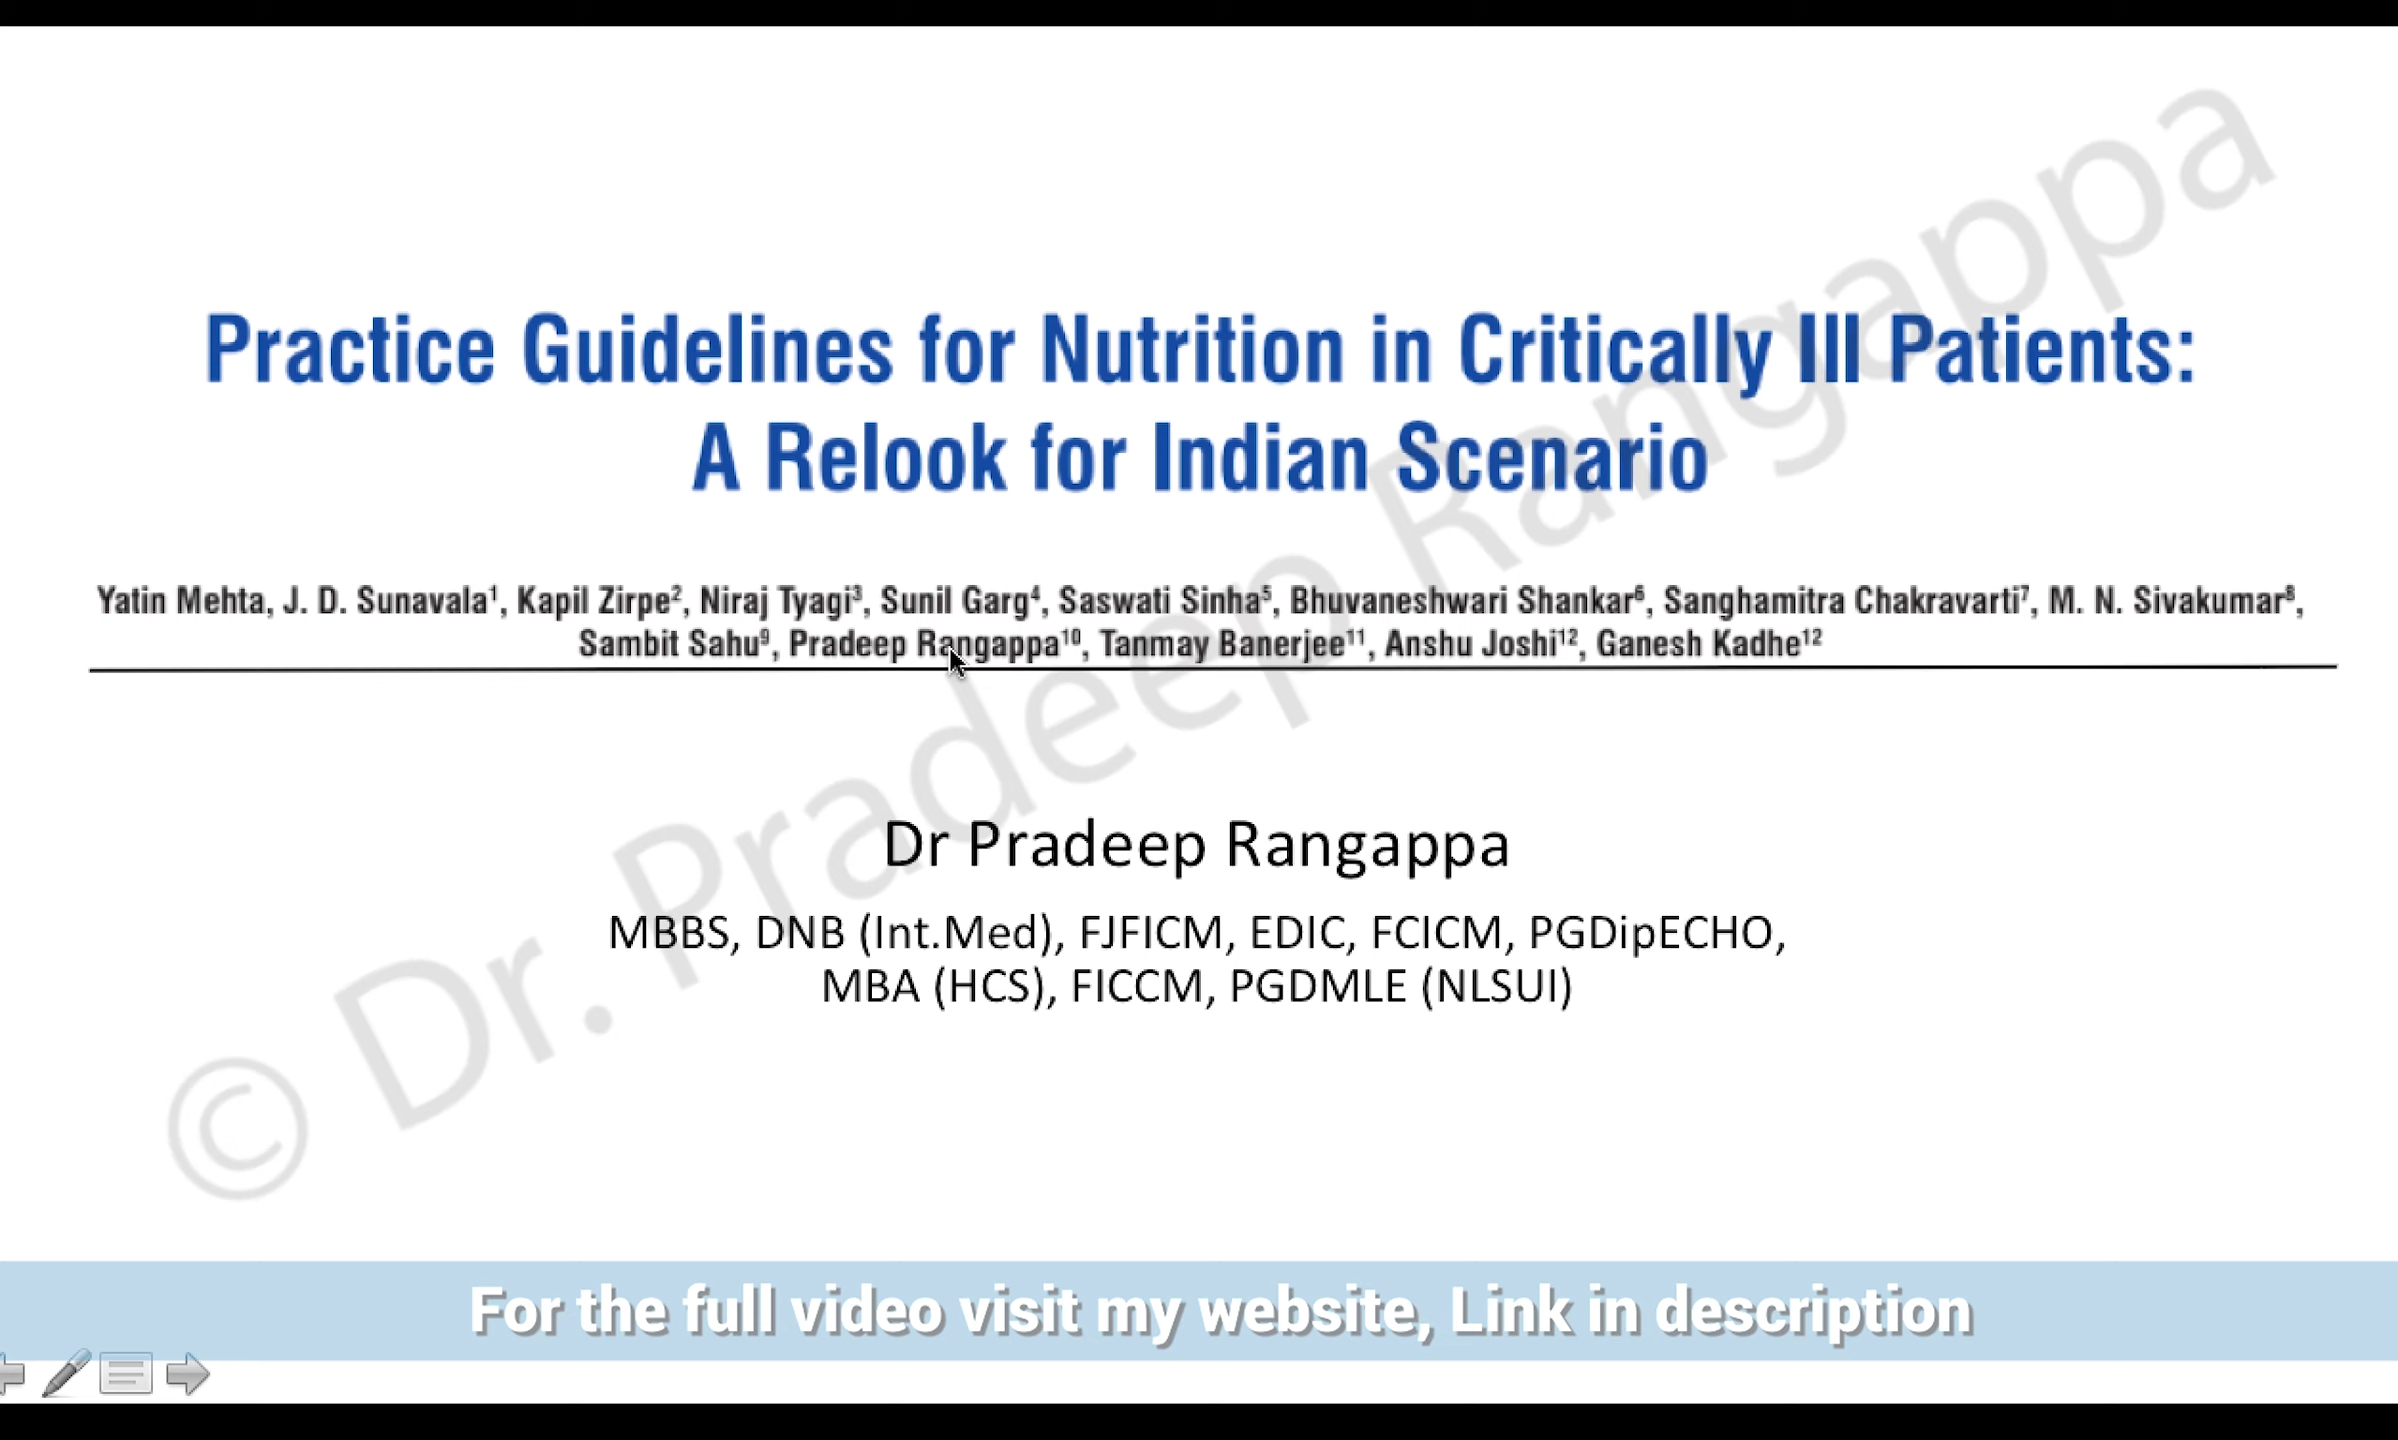 Practice Guidelines for Nutrition in Critically Ill Patients:
A Relook for Indian Scenario
Yatin Mehta, J. D. Sunavala¹, Kapil Zirpe², Niraj Tyagi³, Sunil Garg⁴, Saswati Sinha⁵, Bhuvaneshwari Shankar⁶, Sanghamitra Chakravarti⁷, M. N. Sivakumar⁸,
Sambit Sahu⁹, Pradeep Rangappa¹⁰, Tanmay Banerjee¹¹, Anshu Joshi¹², Ganesh Kadhe¹²
Dr Pradeep Rangappa
MBBS, DNB (Int.Med), FJFICM, EDIC, FCICM, PGDipECHO,
MBA (HCS), FICCM, PGDMLE (NLSUI)
© Dr. Pradeep Rangappa
For the full video visit my website, Link in description